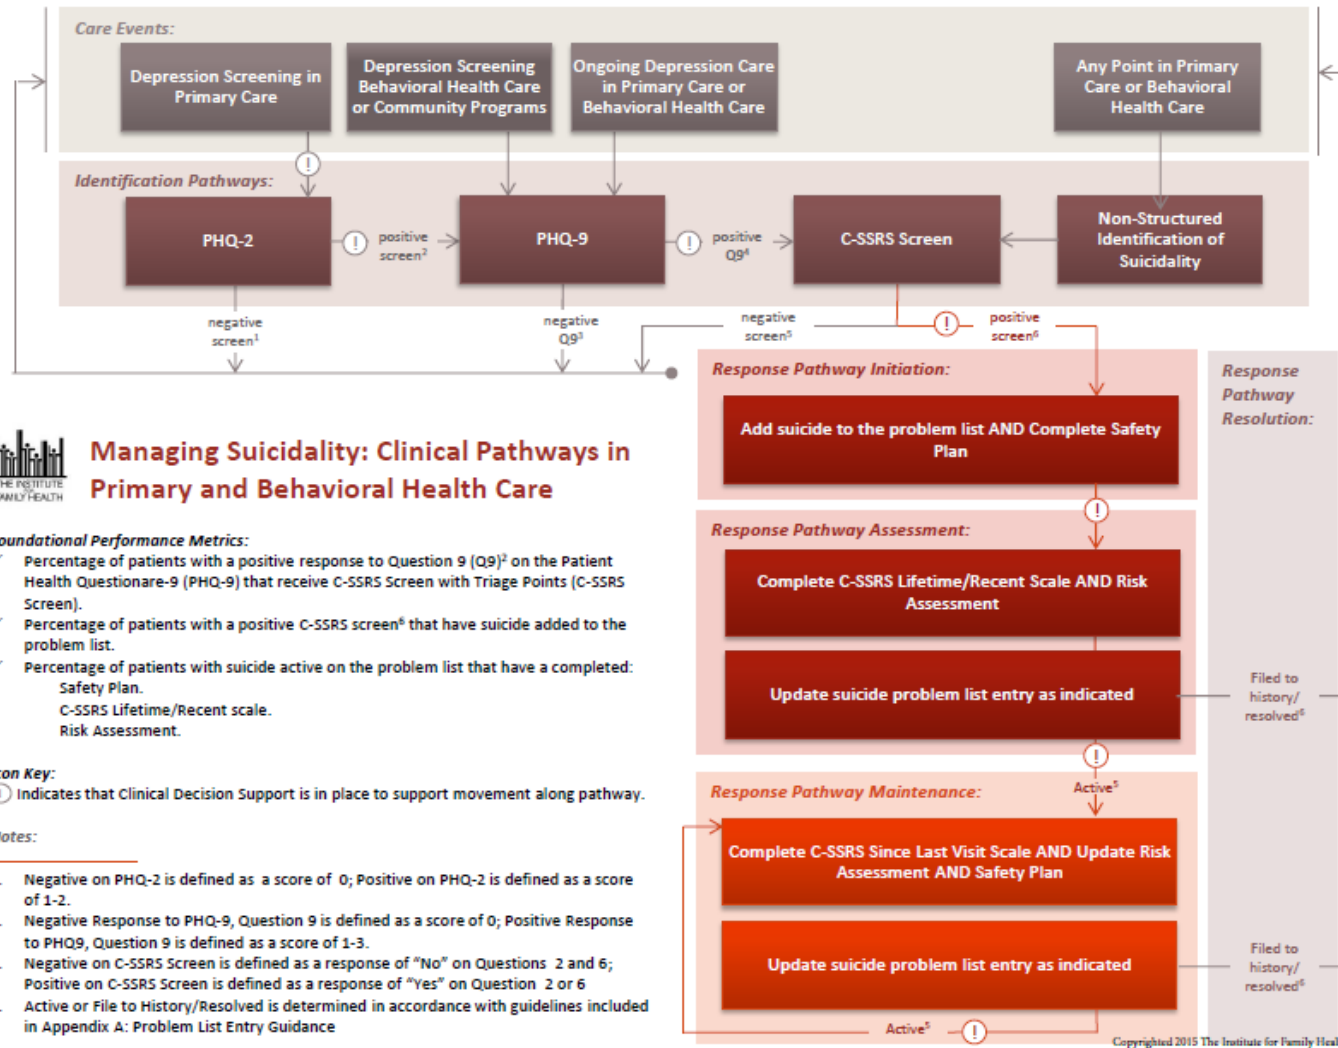 Care Events:
Depression Screening in
Primary Care
Depression Screening
Behavioral Health Care
or Community Programs
Ongoing Depression Care
in Primary Care or
Behavioral Health Care
Any Point in Primary
Care or Behavioral
Health Care
!
Identification Pathways:
PHQ-2
! positive
screen²
PHQ-9
! positive
Q9⁴
C-SSRS Screen
Non-Structured
Identification of
Suicidality
negative
screen¹
negative
Q9³
negative
screen⁵
! positive
screen⁶
Response Pathway Initiation:
Add suicide to the problem list AND Complete Safety
Plan
!
Response Pathway Assessment:
Complete C-SSRS Lifetime/Recent Scale AND Risk
Assessment
Update suicide problem list entry as indicated
!
Active⁵
Response Pathway Maintenance:
Complete C-SSRS Since Last Visit Scale AND Update Risk
Assessment AND Safety Plan
Update suicide problem list entry as indicated
Active⁵ !
Response
Pathway
Resolution:
Filed to
history/
resolved⁶
Filed to
history/
resolved⁶
THE INSTITUTE
FAMILY HEALTH
Managing Suicidality: Clinical Pathways in
Primary and Behavioral Health Care
oundational Performance Metrics:
Percentage of patients with a positive response to Question 9 (Q9)² on the Patient
Health Questionare-9 (PHQ-9) that receive C-SSRS Screen with Triage Points (C-SSRS
Screen).
Percentage of patients with a positive C-SSRS screen⁶ that have suicide added to the
problem list.
Percentage of patients with suicide active on the problem list that have a completed:
Safety Plan.
C-SSRS Lifetime/Recent scale.
Risk Assessment.
con Key:
! Indicates that Clinical Decision Support is in place to support movement along pathway.
lotes:
. Negative on PHQ-2 is defined as a score of 0; Positive on PHQ-2 is defined as a score
of 1-2.
. Negative Response to PHQ-9, Question 9 is defined as a score of 0; Positive Response
to PHQ9, Question 9 is defined as a score of 1-3.
. Negative on C-SSRS Screen is defined as a response of “No” on Questions 2 and 6;
Positive on C-SSRS Screen is defined as a response of “Yes” on Question 2 or 6
. Active or File to History/Resolved is determined in accordance with guidelines included
in Appendix A: Problem List Entry Guidance
Copyrighted 2015 The Institute for Family Heal